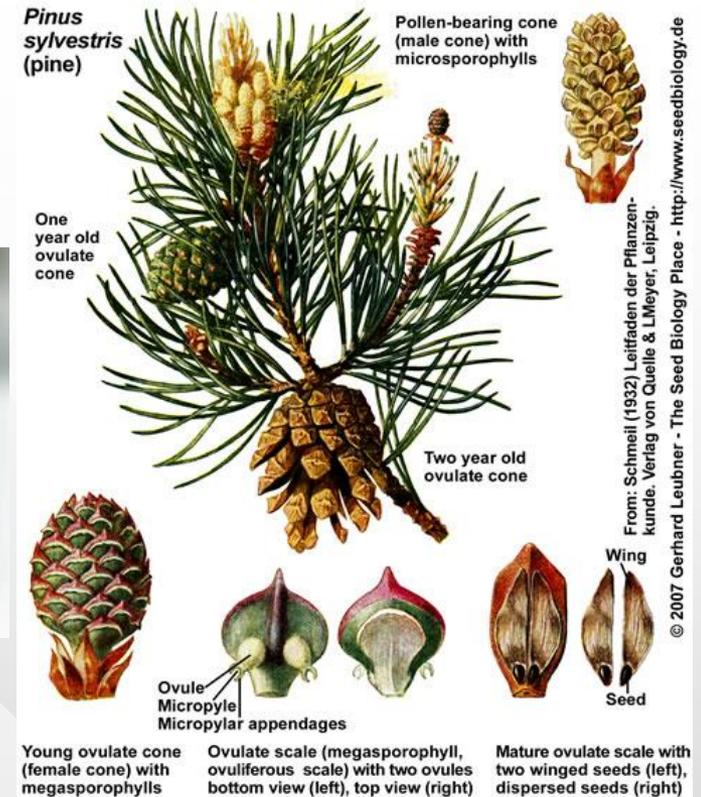 Pinus
sylvestris
(pine)
Pollen-bearing cone
(male cone) with
microsporophylls
One
year old
ovulate
cone
Two year old
ovulate cone
Wing
Seed
Ovule
Micropyle
Micropylar appendages
Young ovulate cone
(female cone) with
megasporophylls
Ovulate scale (megasporophyll,
ovuliferous scale) with two ovules
bottom view (left), top view (right)
Mature ovulate scale with
two winged seeds (left),
dispersed seeds (right)
From: Schmeil (1932) Leitfaden der Pflanzen-
kunde. Verlag von Quelle & LMeyer, Leipzig.
© 2007 Gerhard Leubner - The Seed Biology Place - http://www.seedbiology.de